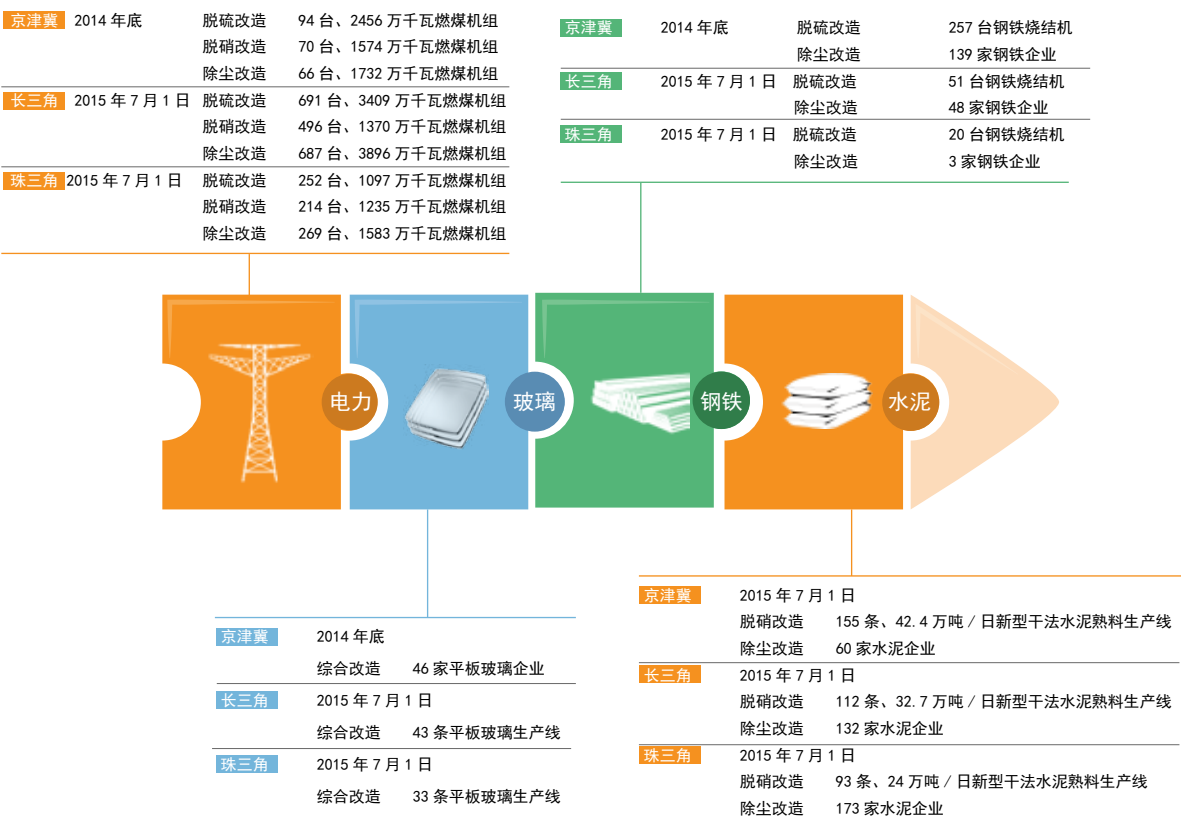 京津冀 2014 年底 脱硫改造 94 台、2456 万千瓦燃煤机组
脱硝改造 70 台、1574 万千瓦燃煤机组
除尘改造 66 台、1732 万千瓦燃煤机组
长三角 2015 年 7 月 1 日 脱硫改造 691 台、3409 万千瓦燃煤机组
脱硝改造 496 台、1370 万千瓦燃煤机组
除尘改造 687 台、3896 万千瓦燃煤机组
珠三角 2015 年 7 月 1 日 脱硫改造 252 台、1097 万千瓦燃煤机组
脱硝改造 214 台、1235 万千瓦燃煤机组
除尘改造 269 台、1583 万千瓦燃煤机组
京津冀 2014 年底 脱硫改造 257 台钢铁烧结机
除尘改造 139 家钢铁企业
长三角 2015 年 7 月 1 日 脱硫改造 51 台钢铁烧结机
除尘改造 48 家钢铁企业
珠三角 2015 年 7 月 1 日 脱硫改造 20 台钢铁烧结机
除尘改造 3 家钢铁企业
电力 玻璃 钢铁 水泥
京津冀 2014 年底
综合改造 46 家平板玻璃企业
长三角 2015 年 7 月 1 日
综合改造 43 条平板玻璃生产线
珠三角 2015 年 7 月 1 日
综合改造 33 条平板玻璃生产线
京津冀 2015 年 7 月 1 日
脱硝改造 155 条、42.4 万吨 / 日新型干法水泥熟料生产线
除尘改造 60 家水泥企业
长三角 2015 年 7 月 1 日
脱硝改造 112 条、32.7 万吨 / 日新型干法水泥熟料生产线
除尘改造 132 家水泥企业
珠三角 2015 年 7 月 1 日
脱硝改造 93 条、24 万吨 / 日新型干法水泥熟料生产线
除尘改造 173 家水泥企业